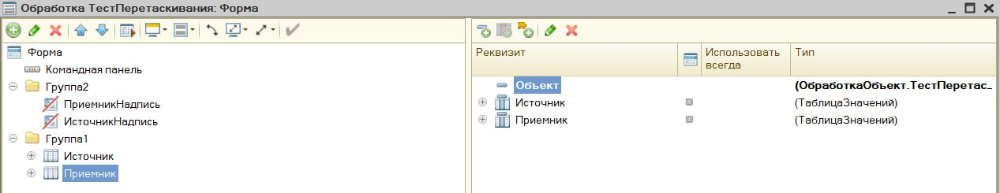 Обработка ТестПеретаскивания: Форма
Форма
Командная панель
Группа2
ПриемникНадпись
ИсточникНадпись
Группа1
Источник
Приемник
Реквизит
Использовать
всегда
Тип
Объект
(ОбработкаОбъект.ТестПеретас...
Источник
(ТаблицаЗначений)
Приемник
(ТаблицаЗначений)